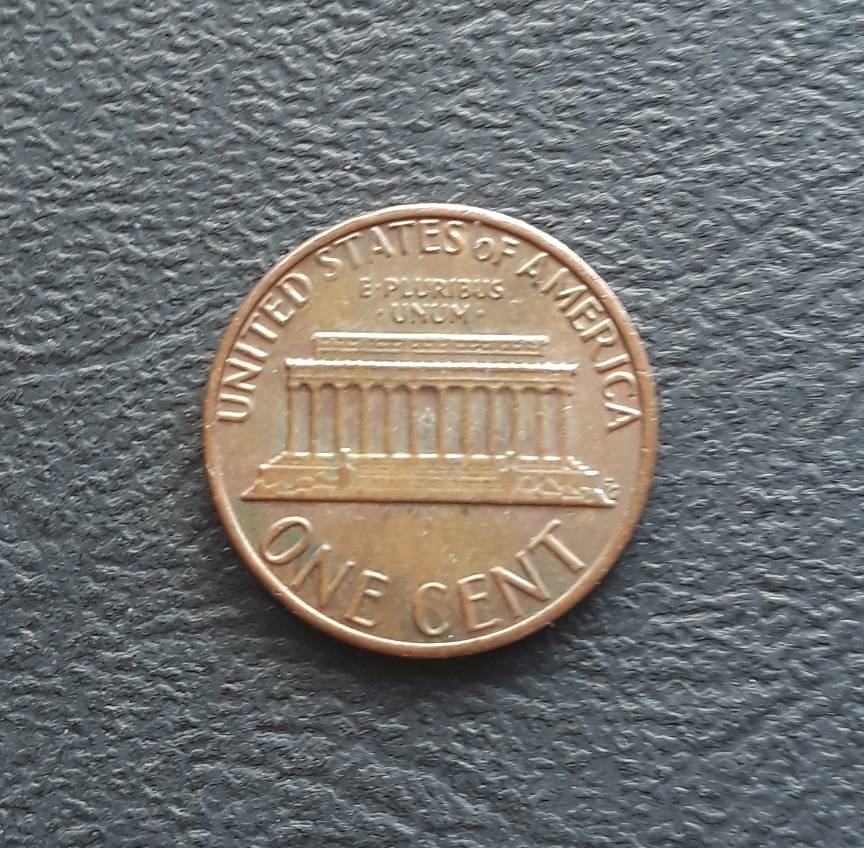 UNITED STATES OF AMERICA
E·PLURIBUS
·UNUM·
ONE CENT